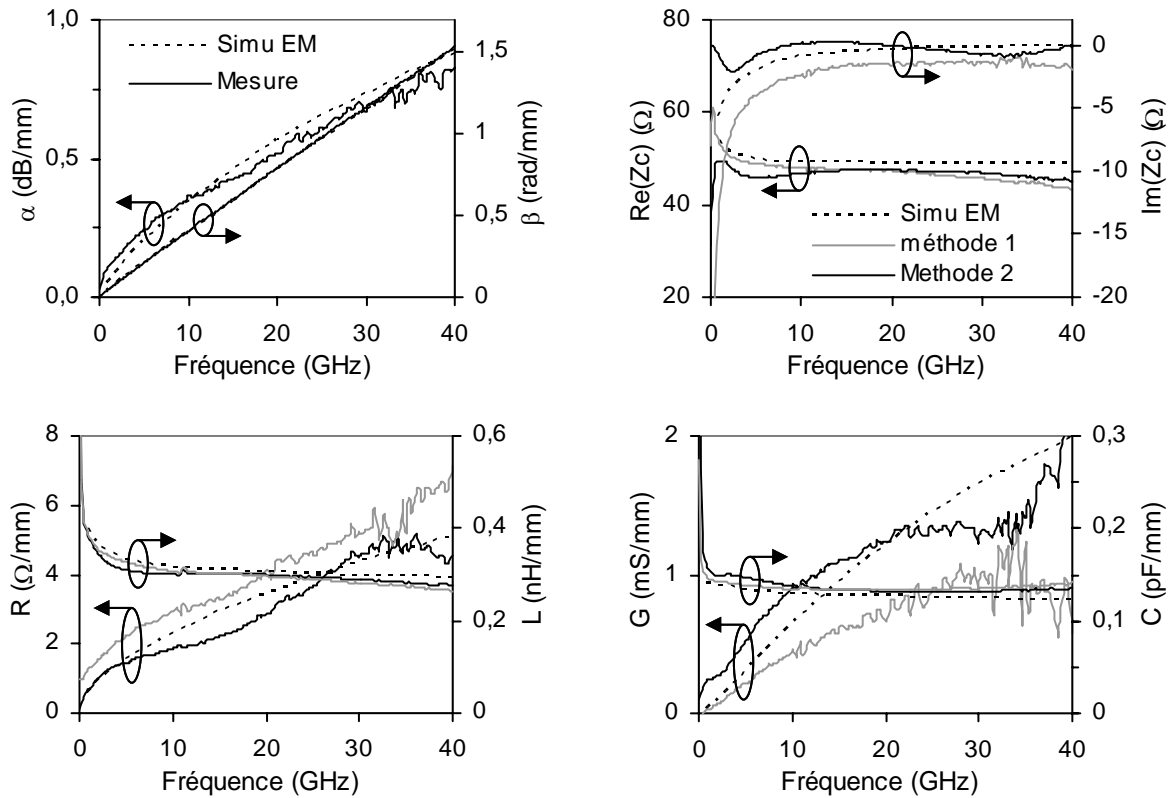 1,0
0,5
0,0
α (dB/mm)
Simu EM
Mesure
1,5
1
0,5
0
β (rad/mm)
0 10 20 30 40
Fréquence (GHz)
80
60
40
20
Re(Zc) (Ω)
Simu EM
méthode 1
Methode 2
0
-5
-10
-15
-20
Im(Zc) (Ω)
0 10 20 30 40
Fréquence (GHz)
8
6
4
2
0
R (Ω/mm)
0,6
0,4
0,2
0
L (nH/mm)
0 10 20 30 40
Fréquence (GHz)
2
1
0
G (mS/mm)
0,3
0,2
0,1
0
C (pF/mm)
0 10 20 30 40
Fréquence (GHz)